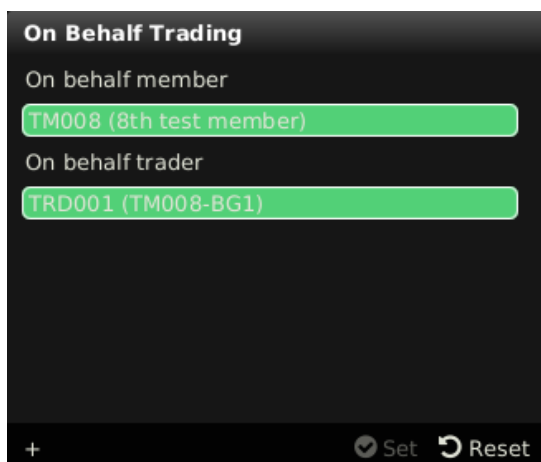 On Behalf Trading
On behalf member
TM008 (8th test member)
On behalf trader
TRD001 (TM008-BG1)
+ Set Reset